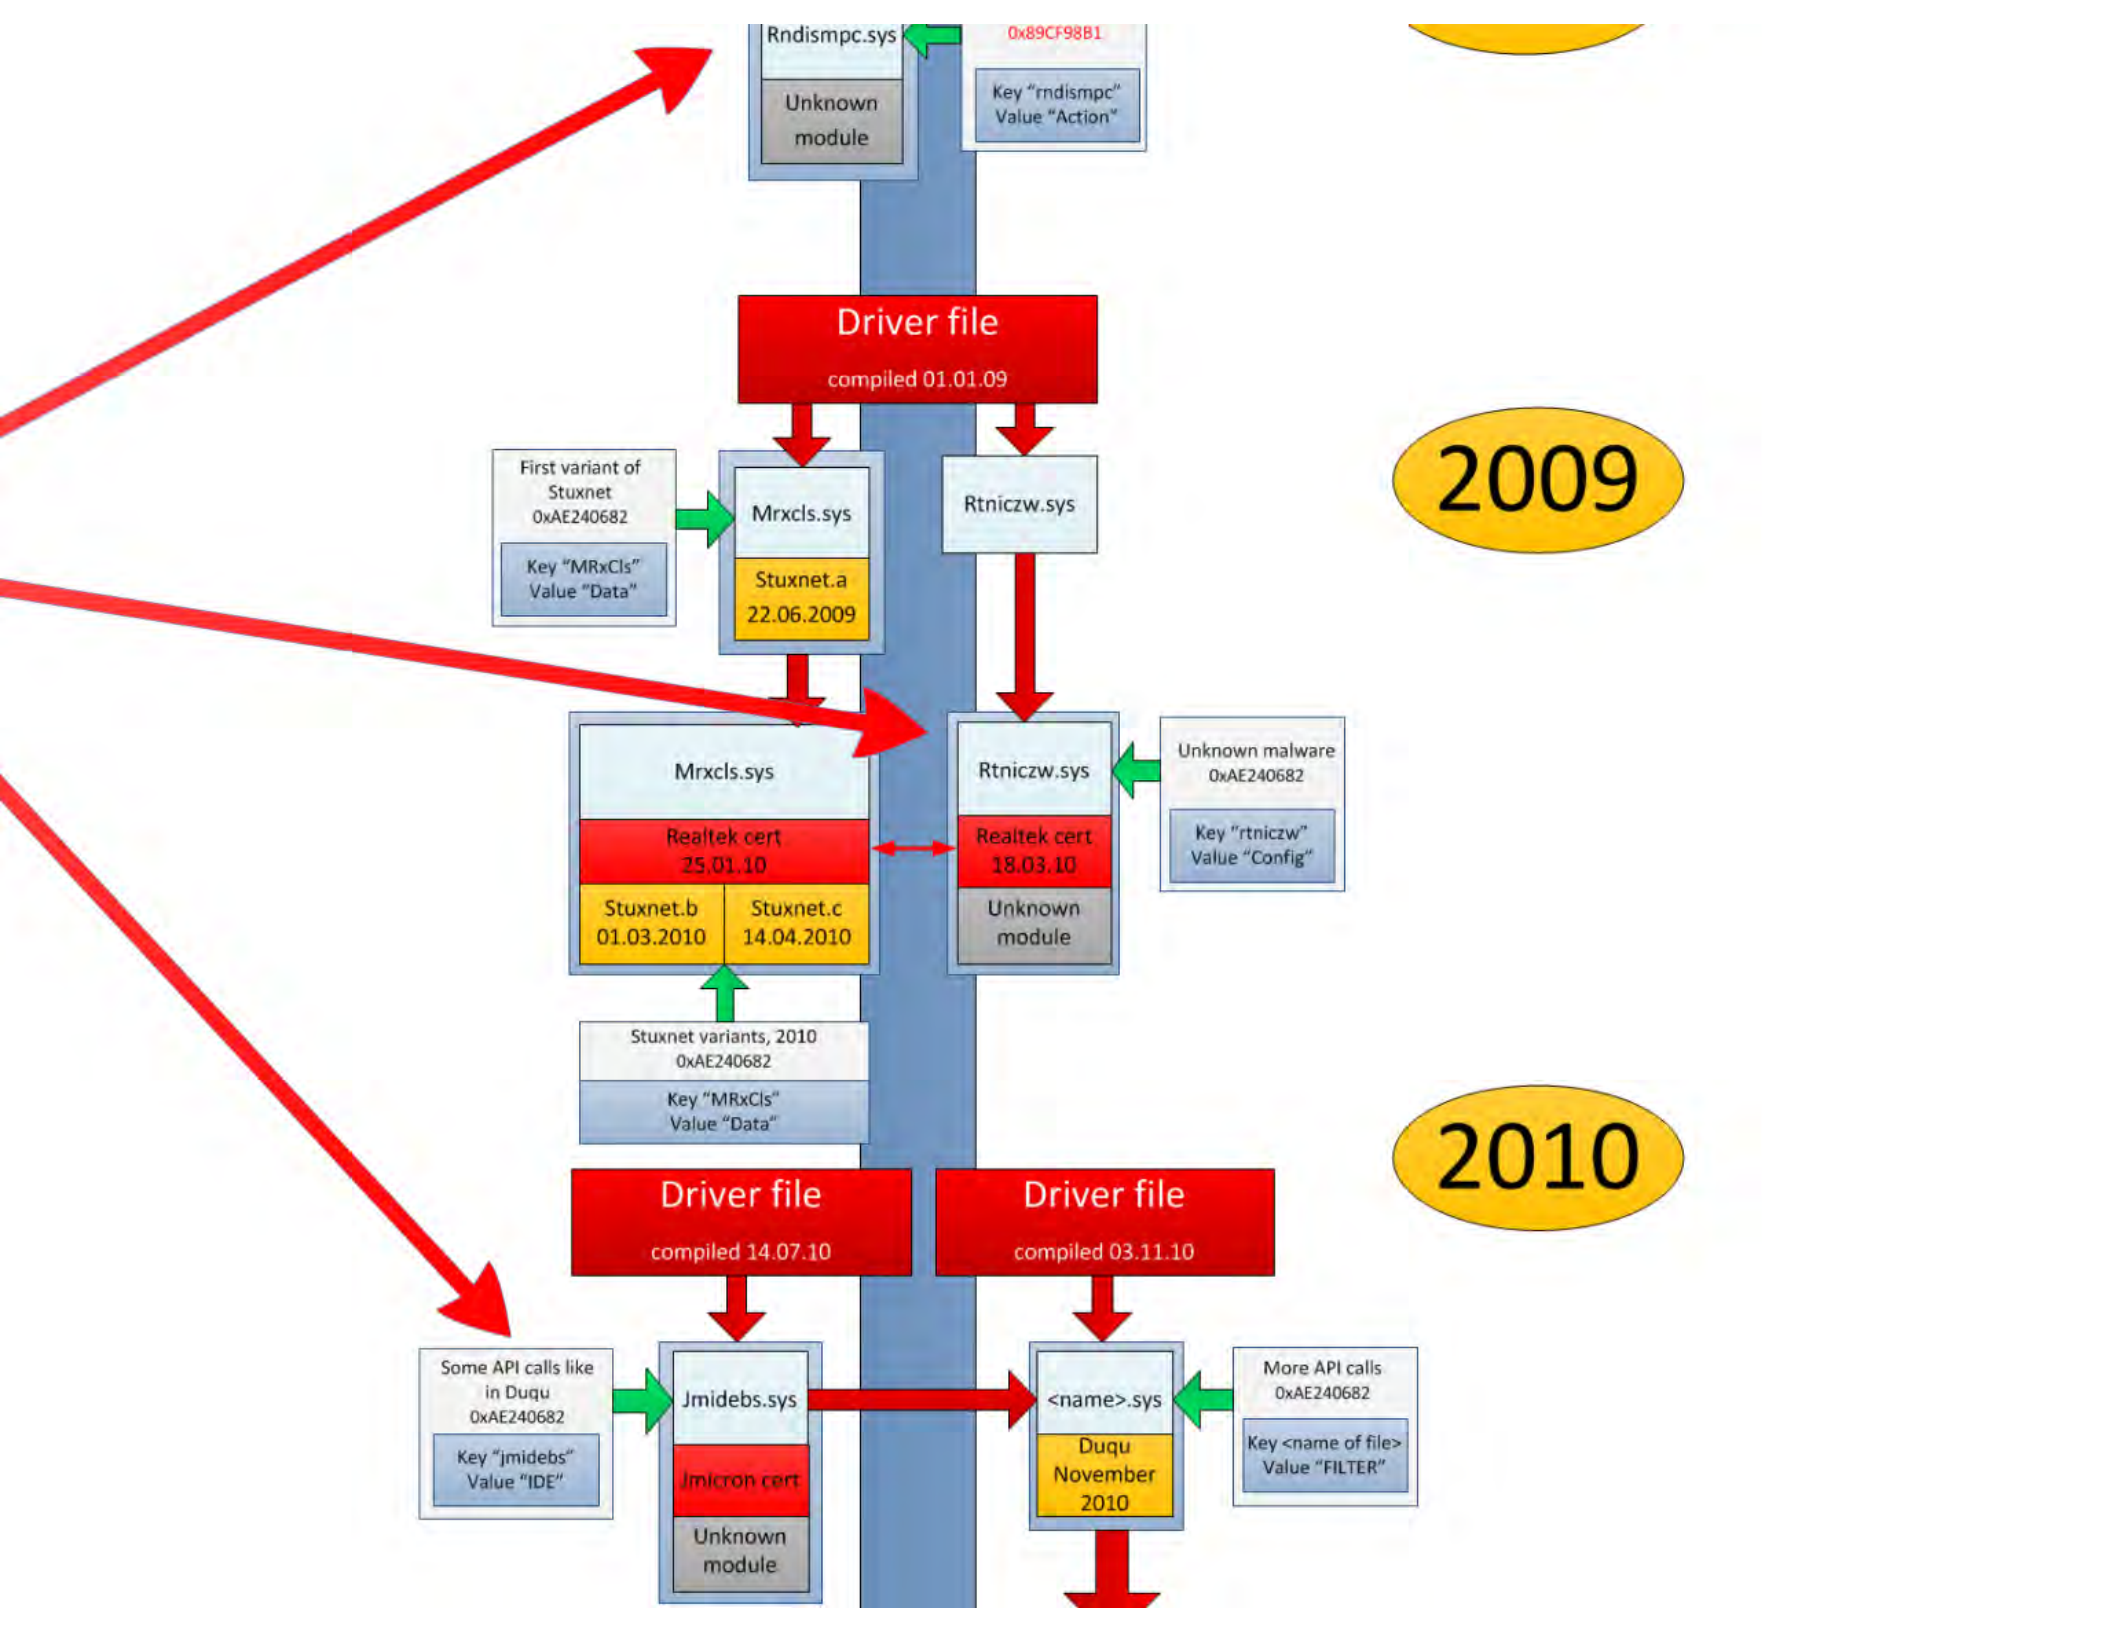 Rndismpc.sys
Unknown
module
0x89CF98B1
Key "rndismpc"
Value "Action"
Driver file
compiled 01.01.09
First variant of
Stuxnet
0xAE240682
Key "MRxCls"
Value "Data"
Mrxcls.sys
Stuxnet.a
22.06.2009
Rtniczw.sys
2009
Mrxcls.sys
Realtek cert
25.01.10
Stuxnet.b
01.03.2010
Stuxnet.c
14.04.2010
Rtniczw.sys
Realtek cert
18.03.10
Unknown
module
Unknown malware
0xAE240682
Key "rtniczw"
Value "Config"
Stuxnet variants, 2010
0xAE240682
Key "MRxCls"
Value "Data"
2010
Driver file
compiled 14.07.10
Driver file
compiled 03.11.10
Some API calls like
in Duqu
0xAE240682
Key "jmidebs"
Value "IDE"
Jmidebs.sys
Jmicron cert
Unknown
module
<name>.sys
Duqu
November
2010
More API calls
0xAE240682
Key <name of file>
Value "FILTER"